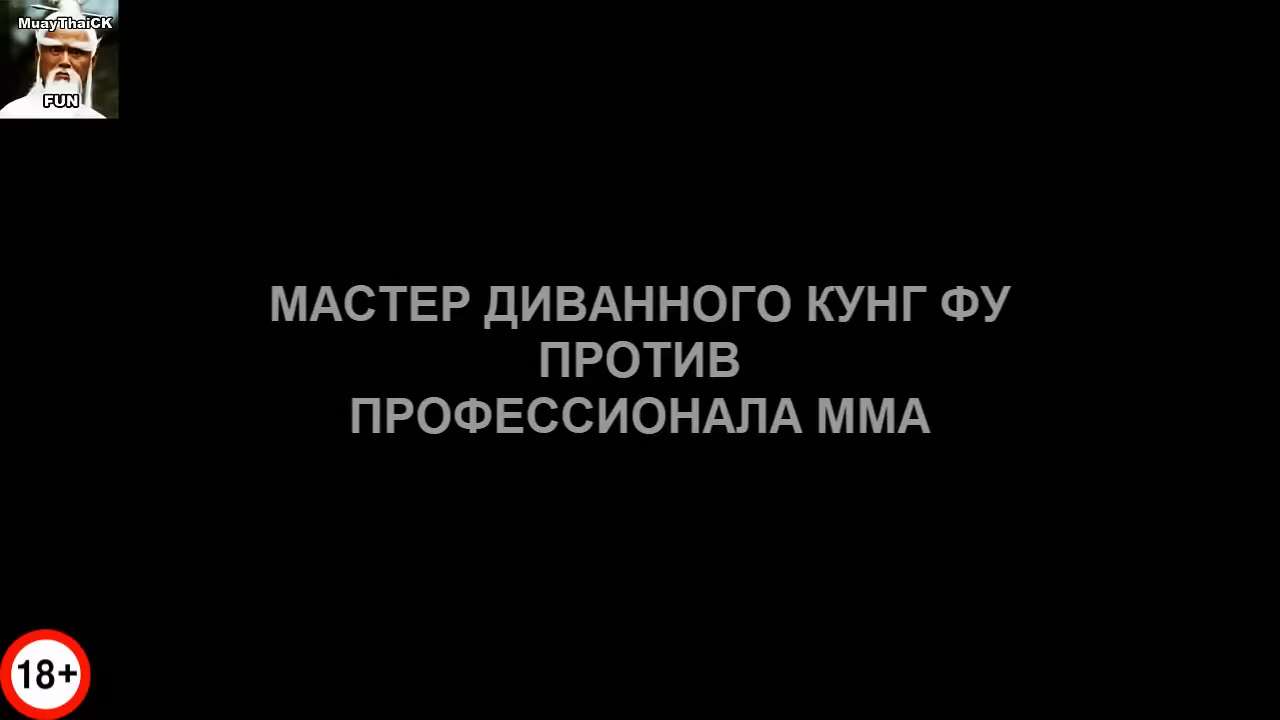 MuayThaiCK
FUN
МАСТЕР ДИВАННОГО КУНГ ФУ
ПРОТИВ
ПРОФЕССИОНАЛА ММА
18+